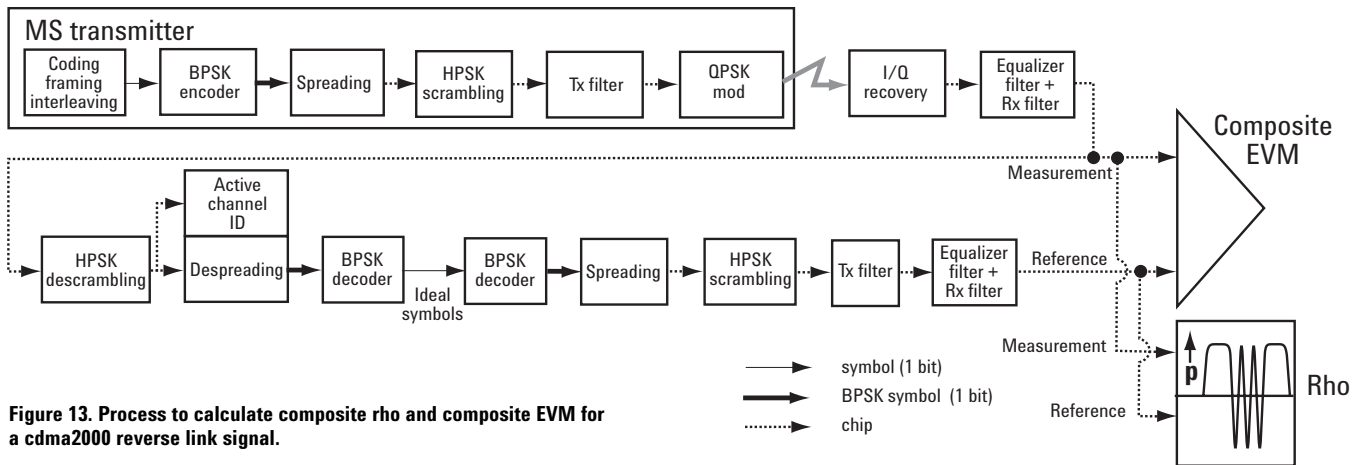 MS transmitter
Coding
framing
interleaving
BPSK
encoder
Spreading
HPSK
scrambling
Tx filter
QPSK
mod
I/Q
recovery
Equalizer
filter +
Rx filter
Composite
EVM
Measurement
Active
channel
ID
HPSK
descrambling
Despreading
BPSK
decoder
Ideal
symbols
BPSK
decoder
Spreading
HPSK
scrambling
Tx filter
Equalizer
filter +
Rx filter
Reference
Measurement
Reference
p
Rho
symbol (1 bit)
BPSK symbol (1 bit)
chip
Figure 13. Process to calculate composite rho and composite EVM for
a cdma2000 reverse link signal.